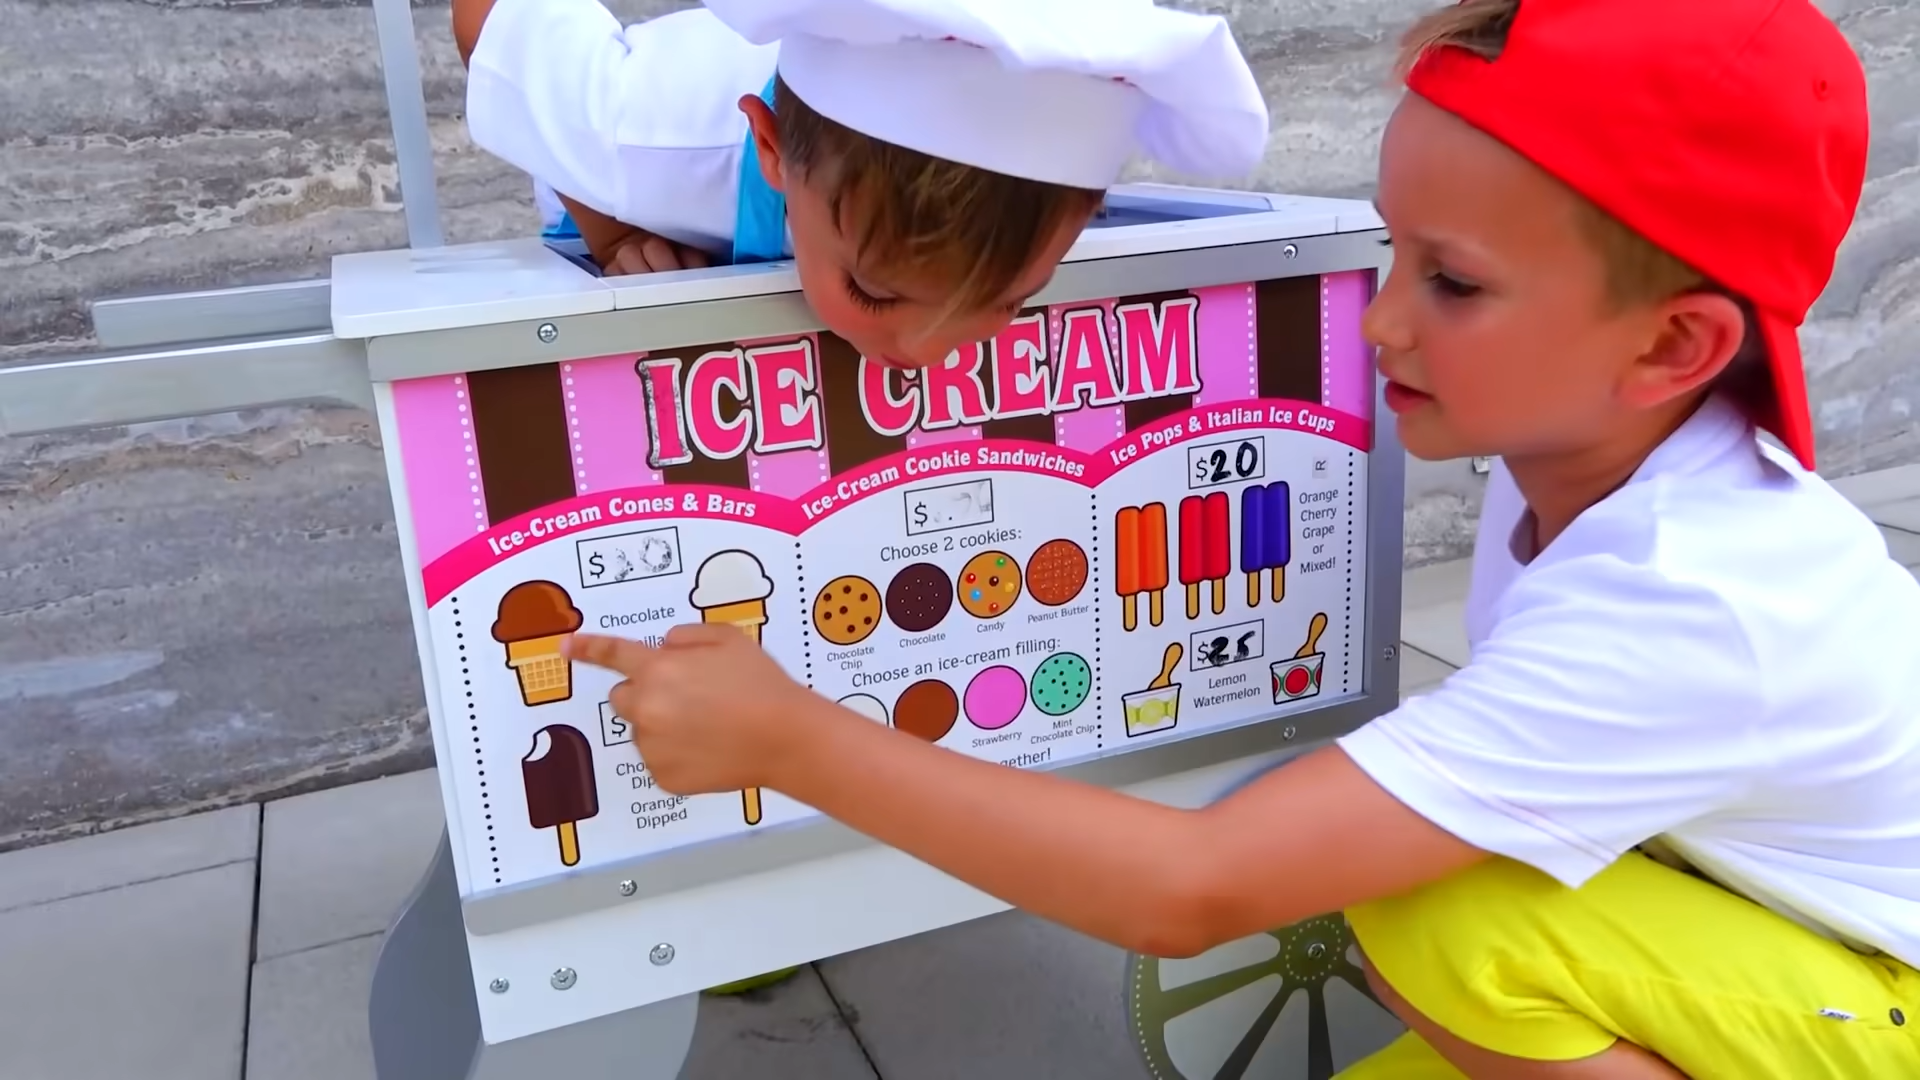 ICE CREAM
Ice-Cream Cones & Bars
Chocolate
$
Orange-
Dipped
Ice-Cream Cookie Sandwiches
$
Choose 2 cookies:
Chocolate
Chip
Chocolate
Candy
Peanut Butter
Choose an ice-cream filling:
Strawberry
Mint
Chocolate Chip
Ice Pops & Italian Ice Cups
$20
R
Orange
Cherry
Grape
or
Mixed!
$25
Lemon
Watermelon